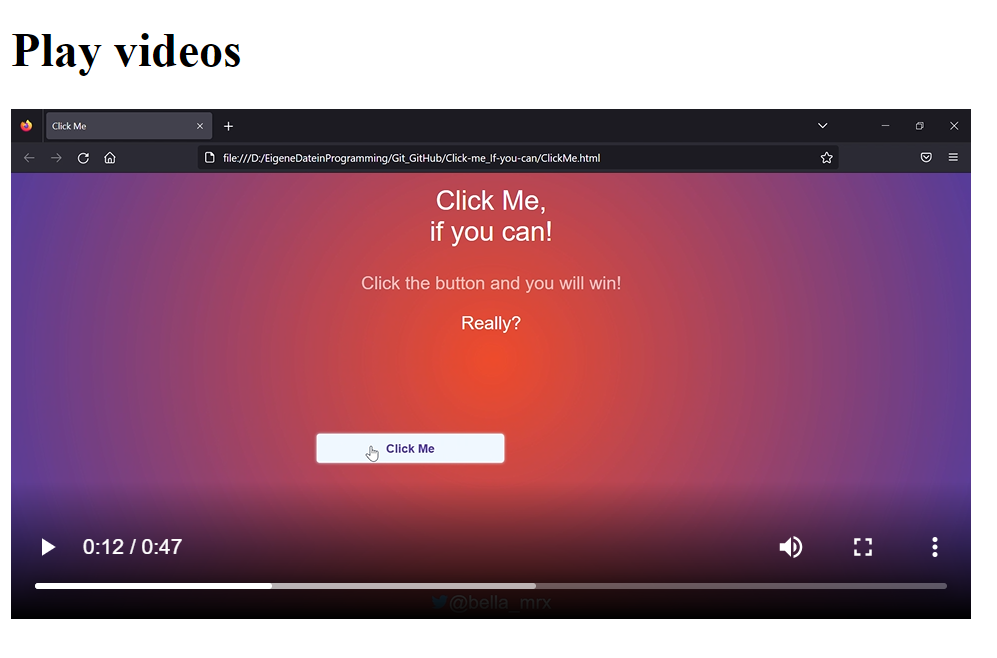 Play videos
Click Me
file:///D:/EigeneDateinProgramming/Git_GitHub/Click-me_If-you-can/ClickMe.html
Click Me,
if you can!
Click the button and you will win!
Really?
Click Me
0:12 / 0:47
@bella_mrx